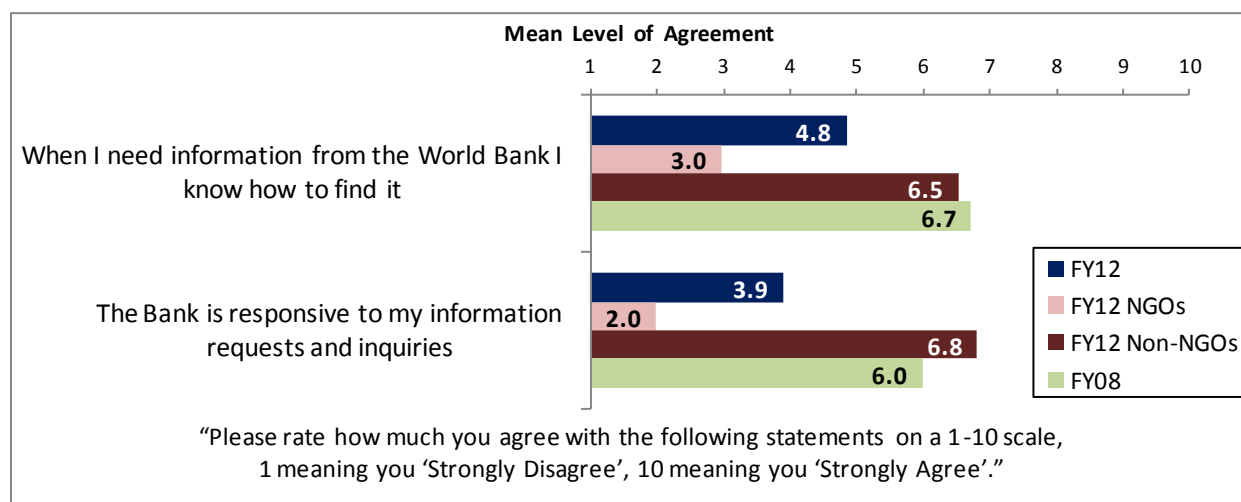 Mean Level of Agreement
1 2 3 4 5 6 7 8 9 10
When I need information from the World Bank I
know how to find it
4.8
3.0
6.5
6.7
The Bank is responsive to my information
requests and inquiries
3.9
2.0
6.8
6.0
FY12
FY12 NGOs
FY12 Non-NGOs
FY08
“Please rate how much you agree with the following statements on a 1-10 scale,
1 meaning you ‘Strongly Disagree’, 10 meaning you ‘Strongly Agree’.”